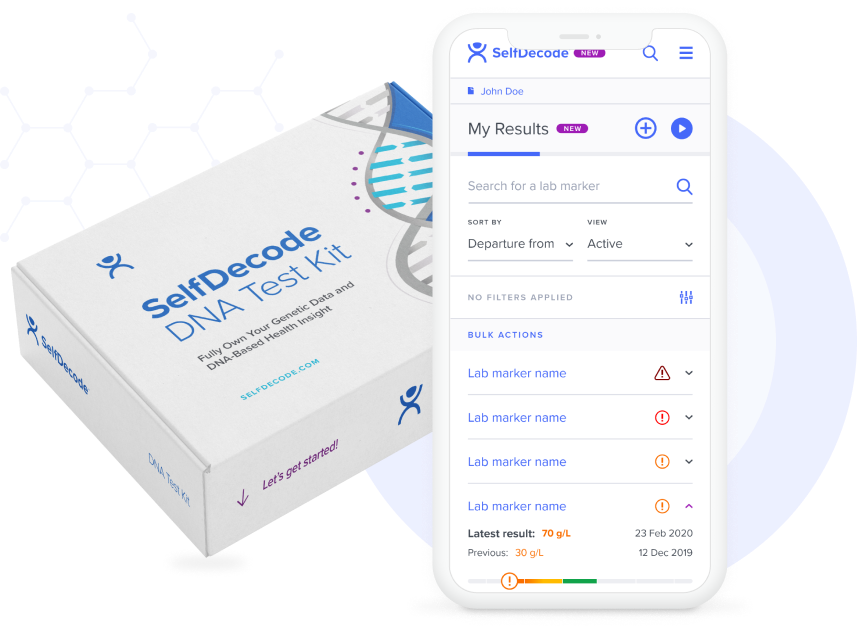 SelfDecode
DNA Test Kit
Fully Own Your Genetic Data and
DNA-Based Health Insight
SELFDECODE.COM
SelfDecode
DNA Test Kit
Let's get started!
SelfDecode NEW
John Doe
My Results NEW
Search for a lab marker
SORT BY VIEW
Departure from Active
NO FILTERS APPLIED
BULK ACTIONS
Lab marker name
Lab marker name
Lab marker name
Lab marker name
Latest result: 70 g/L 23 Feb 2020
Previous: 30 g/L 12 Dec 2019